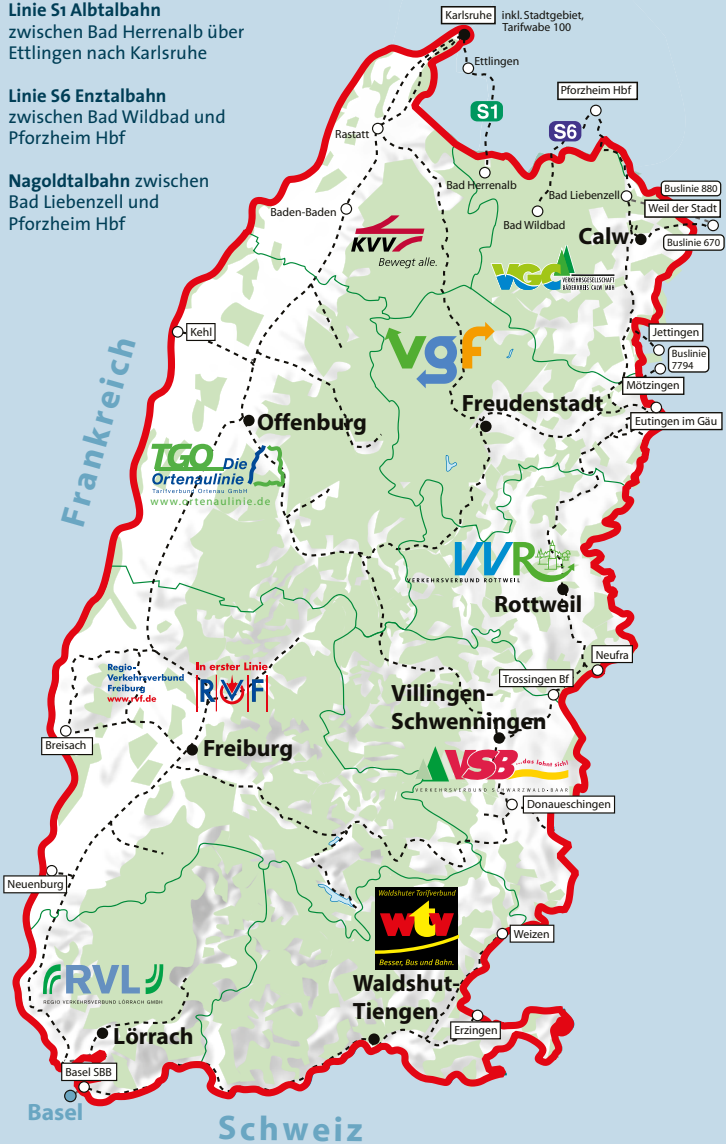 Linie S1 Albtalbahn
zwischen Bad Herrenalb über
Ettlingen nach Karlsruhe
Linie S6 Enztalbahn
zwischen Bad Wildbad und
Pforzheim Hbf
Nagoldtalbahn zwischen
Bad Liebenzell und
Pforzheim Hbf
Karlsruhe
inkl. Stadtgebiet,
Tarifwabe 100
Ettlingen
S1
Pforzheim Hbf
S6
Rastatt
Bad Herrenalb
Bad Liebenzell
Buslinie 880
Weil der Stadt
Baden-Baden
Bad Wildbad
Calw
Buslinie 670
KVV
Bewegt alle.
VGC
VERKEHRSGESELLSCHAFT
BÄDERKREIS CALW MBH
Kehl
Jettingen
vgf
Buslinie
7794
Mötzingen
Frankreich
Freudenstadt
Offenburg
Eutingen im Gäu
TGO Die
Ortenaulinie
Tarifverbund Ortenau GmbH
www.ortenaulinie.de
VVR
VERKEHRSVERBUND ROTTWEIL
Rottweil
Neufra
Regio-
Verkehrsverbund
Freiburg
www.rvf.de
In erster Linie
RVF
Trossingen Bf
Villingen-
Schwenningen
Breisach
Freiburg
VSB
...das lohnt sich!
VERKEHRSVERBUND SCHWARZWALD-BAAR
Donaueschingen
Neuenburg
Waldshuter Tarifverbund
wtv
Besser, Bus und Bahn.
Weizen
RVL
REGIO VERKEHRSVERBUND LÖRRACH GMBH
Waldshut-
Tiengen
Erzingen
Lörrach
Basel SBB
Basel
Schweiz